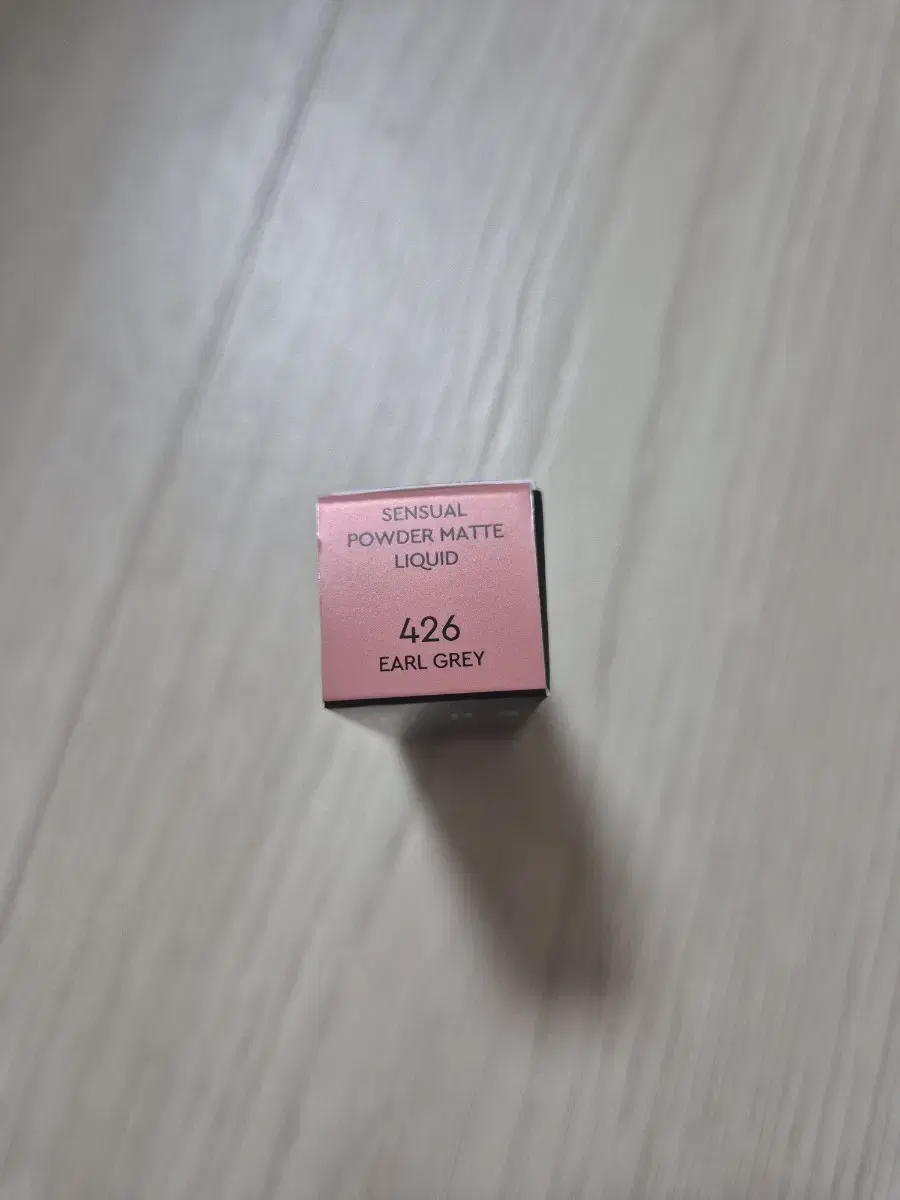 SENSUAL
POWDER MATTE
LIQUID
426
EARL GREY